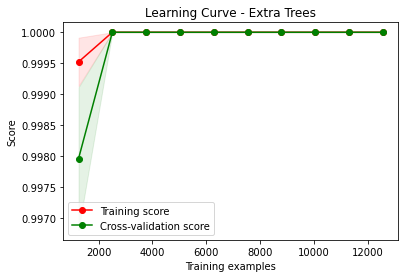 Learning Curve - Extra Trees
1.0000
0.9995
0.9990
0.9985
0.9980
0.9975
0.9970
Score
Training score
Cross-validation score
2000 4000 6000 8000 10000 12000
Training examples